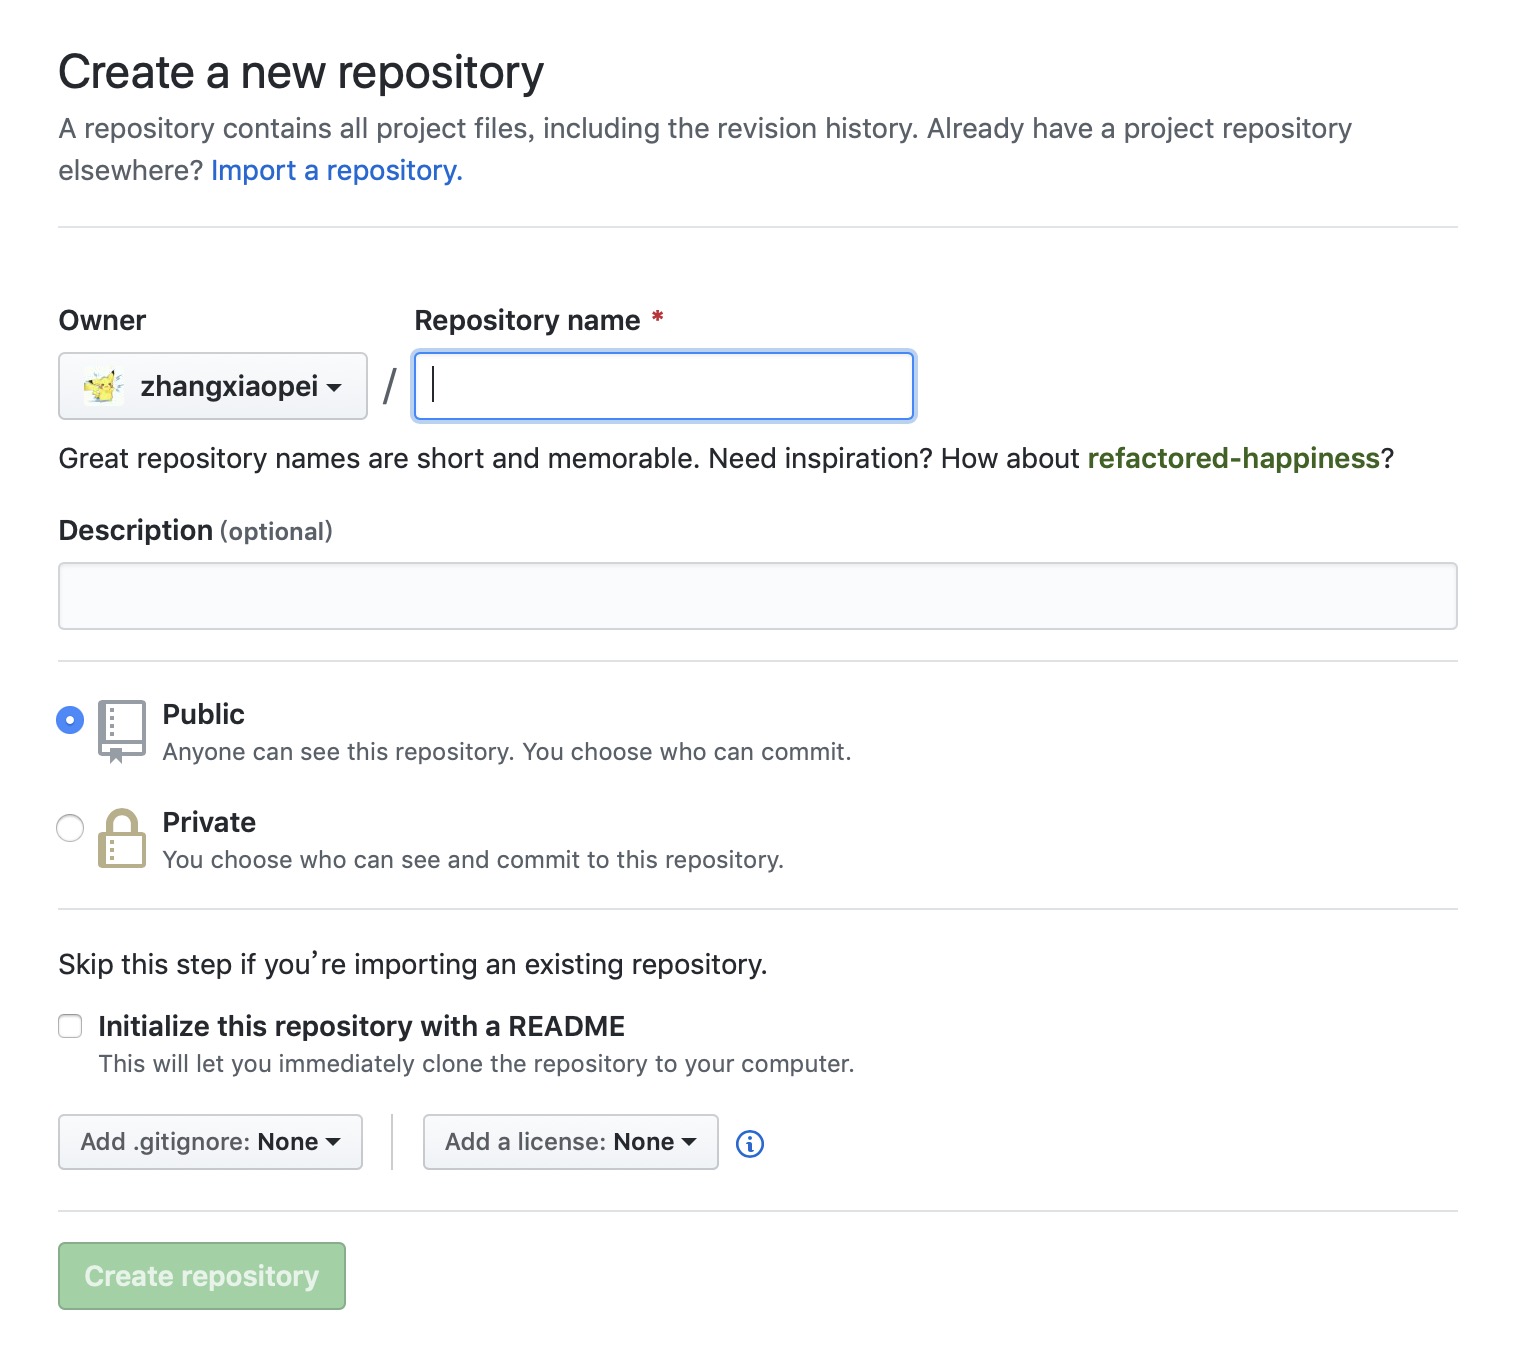 Create a new repository
A repository contains all project files, including the revision history. Already have a project repository
elsewhere? Import a repository.
Owner
Repository name *
zhangxiaopei
/
Great repository names are short and memorable. Need inspiration? How about refactored-happiness?
Description (optional)
Public
Anyone can see this repository. You choose who can commit.
Private
You choose who can see and commit to this repository.
Skip this step if you’re importing an existing repository.
Initialize this repository with a README
This will let you immediately clone the repository to your computer.
Add .gitignore: None
Add a license: None
Create repository